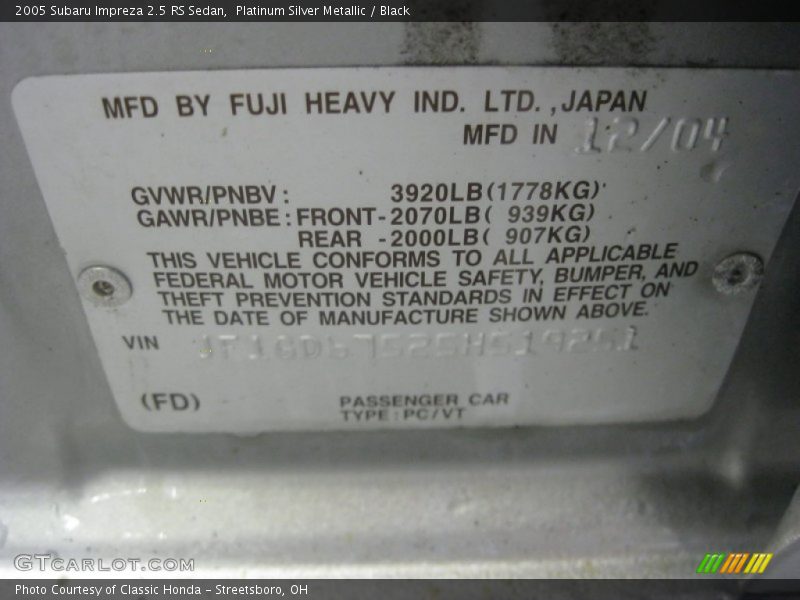 2005 Subaru Impreza 2.5 RS Sedan, Platinum Silver Metallic / Black
MFD BY FUJI HEAVY IND. LTD., JAPAN
MFD IN 12/04
GVWR/PNBV: 3920LB(1778KG)
GAWR/PNBE: FRONT-2070LB( 939KG)
REAR -2000LB( 907KG)
THIS VEHICLE CONFORMS TO ALL APPLICABLE
FEDERAL MOTOR VEHICLE SAFETY, BUMPER, AND
THEFT PREVENTION STANDARDS IN EFFECT ON
THE DATE OF MANUFACTURE SHOWN ABOVE.
VIN JF1GD67525H519251
(FD) PASSENGER CAR
TYPE:PC/VT
GTCARLOT.COM
Photo Courtesy of Classic Honda - Streetsboro, OH